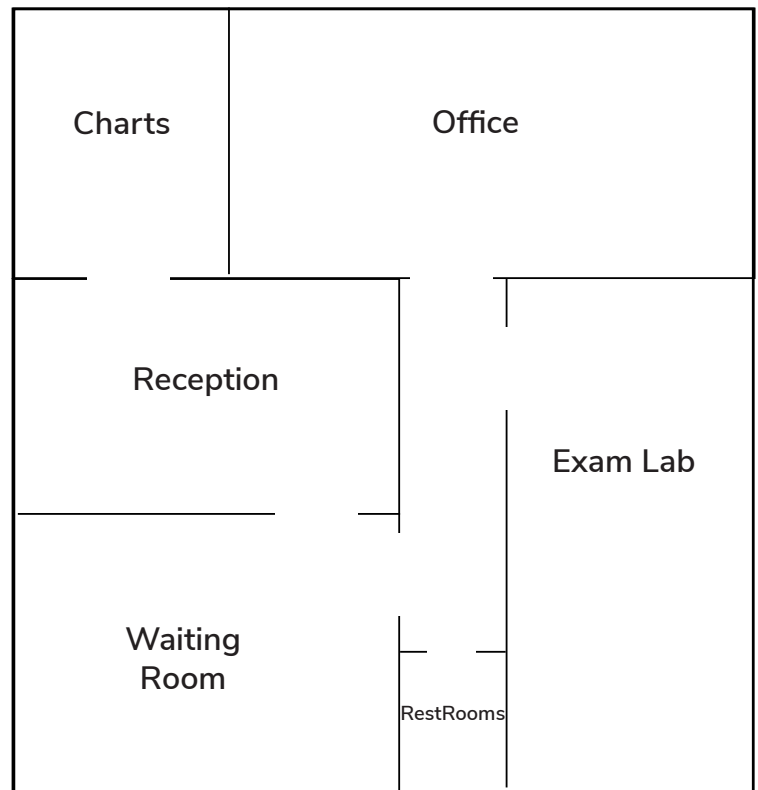 Charts
Office
Reception
Exam Lab
Waiting
Room
RestRooms